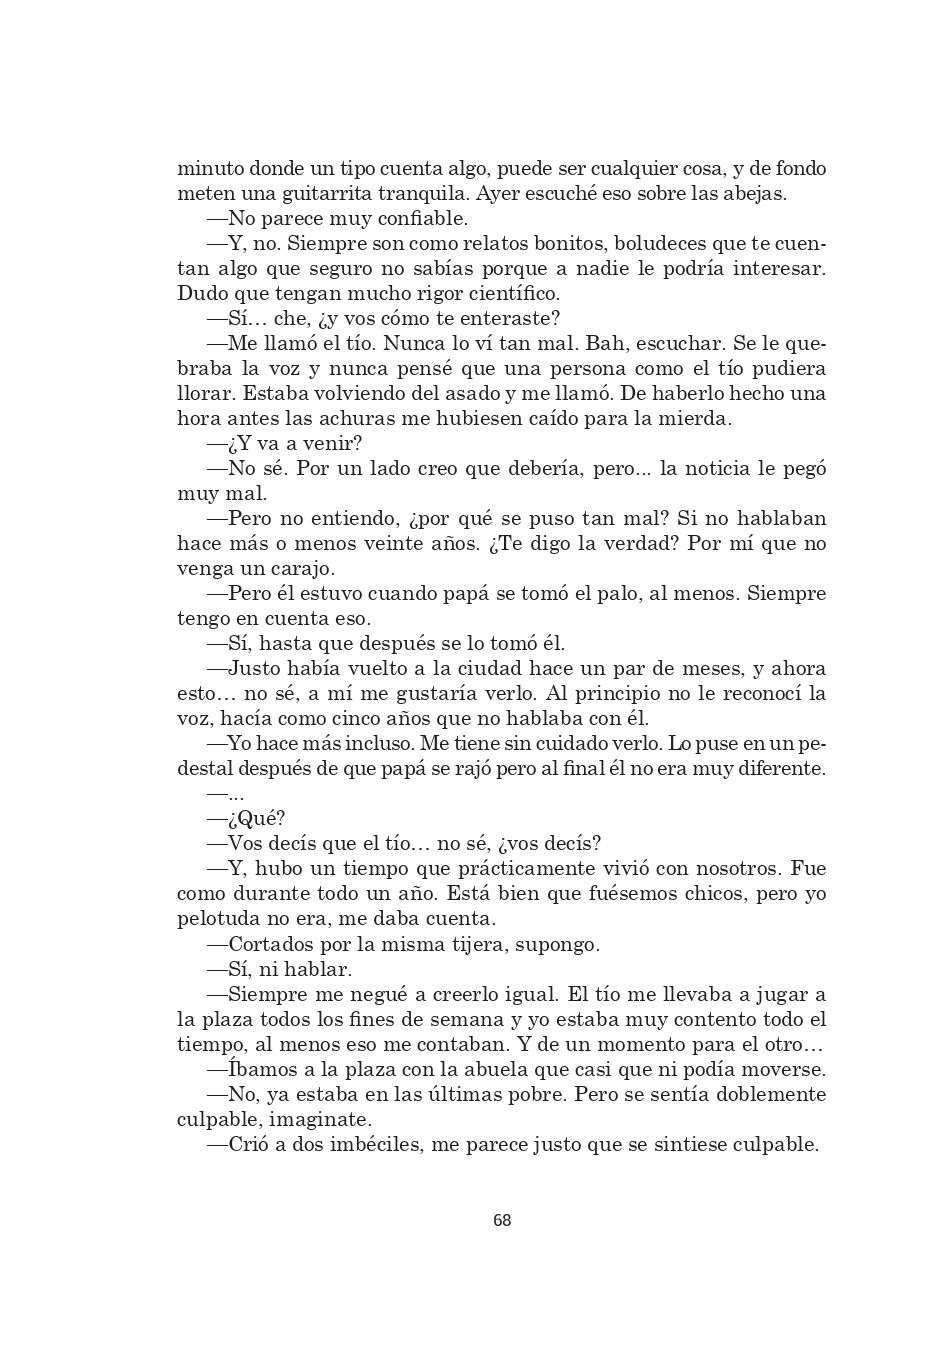 minuto donde un tipo cuenta algo, puede ser cualquier cosa, y de fondo
meten una guitarrita tranquila. Ayer escuché eso sobre las abejas.
—No parece muy confiable.
—Y, no. Siempre son como relatos bonitos, boludeces que te cuen-
tan algo que seguro no sabías porque a nadie le podría interesar.
Dudo que tengan mucho rigor científico.
—Sí… che, ¿y vos cómo te enteraste?
—Me llamó el tío. Nunca lo ví tan mal. Bah, escuchar. Se le que-
braba la voz y nunca pensé que una persona como el tío pudiera
llorar. Estaba volviendo del asado y me llamó. De haberlo hecho una
hora antes las achuras me hubiesen caído para la mierda.
—¿Y va a venir?
—No sé. Por un lado creo que debería, pero... la noticia le pegó
muy mal.
—Pero no entiendo, ¿por qué se puso tan mal? Si no hablaban
hace más o menos veinte años. ¿Te digo la verdad? Por mí que no
venga un carajo.
—Pero él estuvo cuando papá se tomó el palo, al menos. Siempre
tengo en cuenta eso.
—Sí, hasta que después se lo tomó él.
—Justo había vuelto a la ciudad hace un par de meses, y ahora
esto… no sé, a mí me gustaría verlo. Al principio no le reconocí la
voz, hacía como cinco años que no hablaba con él.
—Yo hace más incluso. Me tiene sin cuidado verlo. Lo puse en un pe-
destal después de que papá se rajó pero al final él no era muy diferente.
—...
—¿Qué?
—Vos decís que el tío… no sé, ¿vos decís?
—Y, hubo un tiempo que prácticamente vivió con nosotros. Fue
como durante todo un año. Está bien que fuésemos chicos, pero yo
pelotuda no era, me daba cuenta.
—Cortados por la misma tijera, supongo.
—Sí, ni hablar.
—Siempre me negué a creerlo igual. El tío me llevaba a jugar a
la plaza todos los fines de semana y yo estaba muy contento todo el
tiempo, al menos eso me contaban. Y de un momento para el otro…
—Íbamos a la plaza con la abuela que casi que ni podía moverse.
—No, ya estaba en las últimas pobre. Pero se sentía doblemente
culpable, imaginate.
—Crió a dos imbéciles, me parece justo que se sintiese culpable.
68